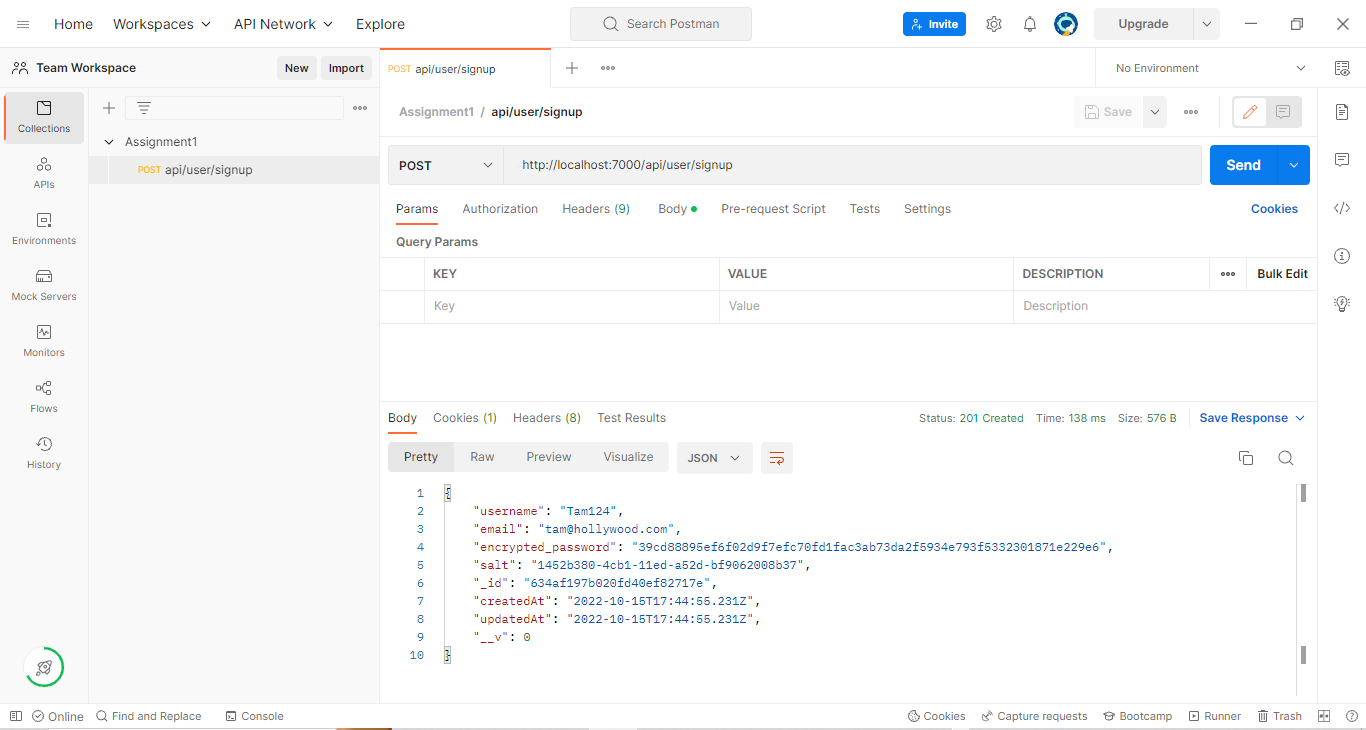 Home Workspaces API Network Explore Search Postman Invite Upgrade
Team Workspace New Import POST api/user/signup No Environment
Collections
APIs
Environments
Mock Servers
Monitors
Flows
History
Assignment1
POST api/user/signup
Assignment1 / api/user/signup Save
POST http://localhost:7000/api/user/signup Send
Params Authorization Headers (9) Body Pre-request Script Tests Settings Cookies
Query Params
KEY VALUE DESCRIPTION Bulk Edit
Key Value Description
Body Cookies (1) Headers (8) Test Results Status: 201 Created Time: 138 ms Size: 576 B Save Response
Pretty Raw Preview Visualize JSON
1 {
2 "username": "Tam124",
3 "email": "tam@hollywood.com",
4 "encrypted_password": "39cd88895ef6f02d9f7efc70fd1fac3ab73da2f5934e793f5332301871e229e6",
5 "salt": "1452b380-4cb1-11ed-a52d-bf9062008b37",
6 "_id": "634af197b020fd40ef82717e",
7 "createdAt": "2022-10-15T17:44:55.231Z",
8 "updatedAt": "2022-10-15T17:44:55.231Z",
9 "__v": 0
10 }
Online Find and Replace Console Cookies Capture requests Bootcamp Runner Trash